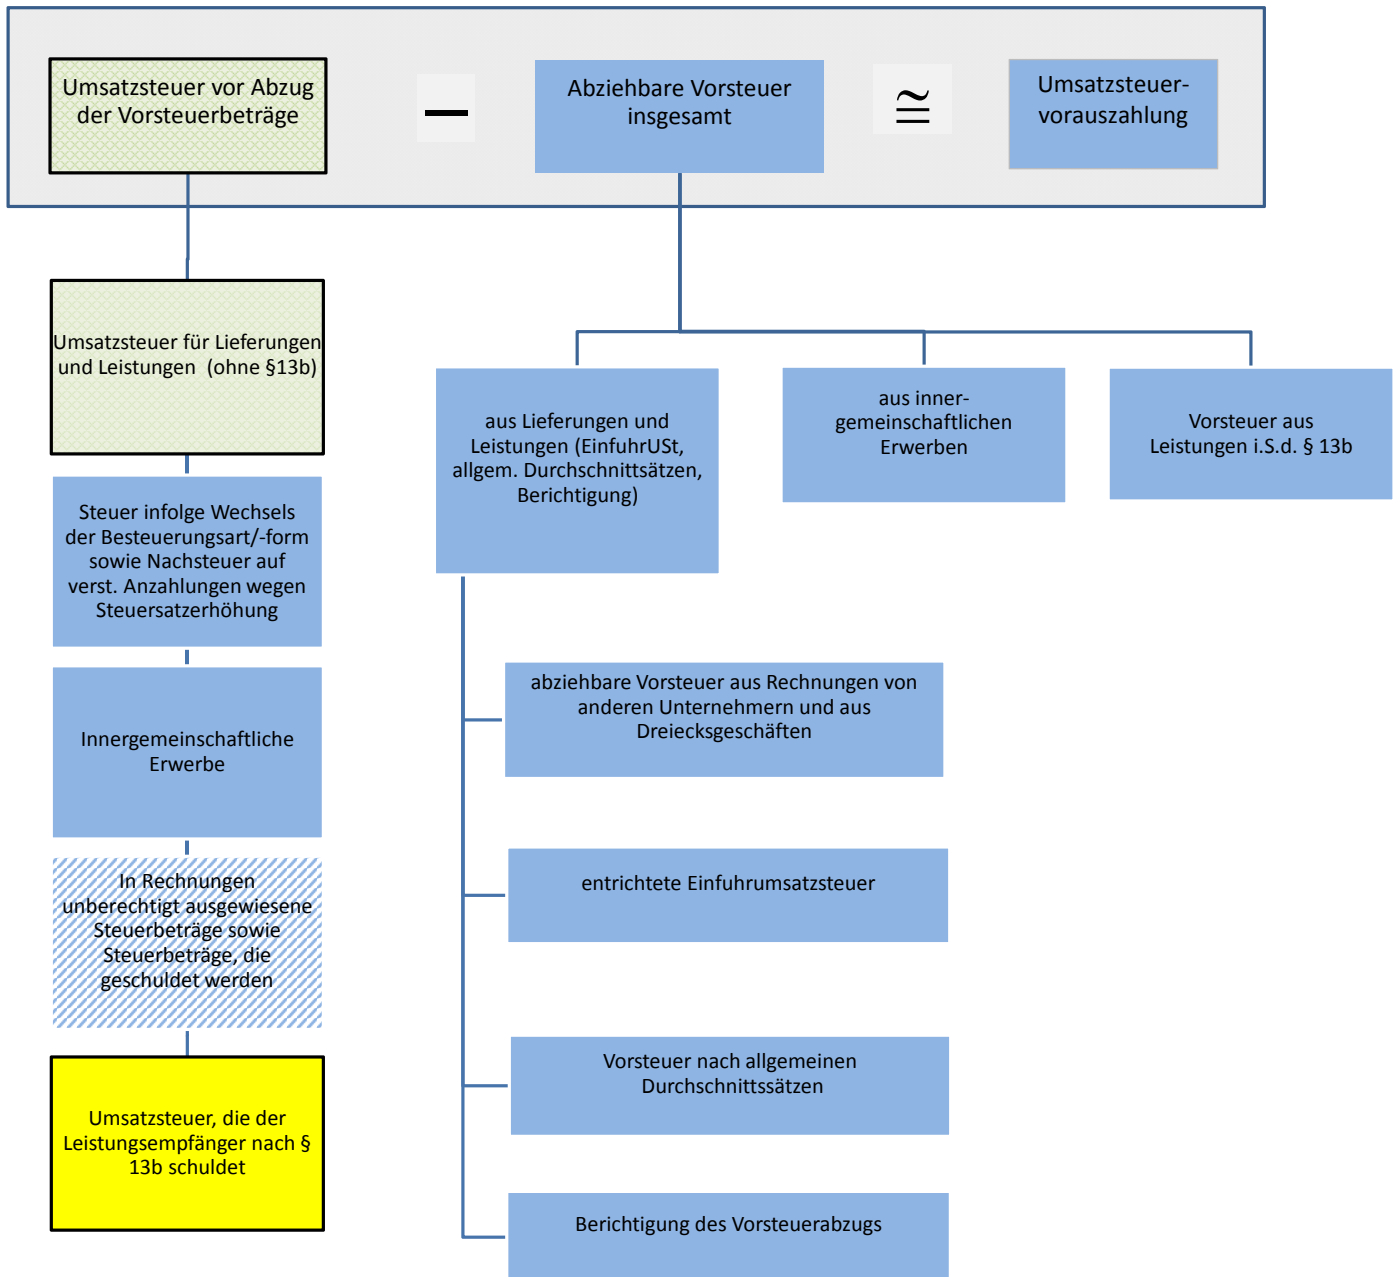 Umsatzsteuer vor Abzug
der Vorsteuerbeträge
—
Abziehbare Vorsteuer
insgesamt
≅
Umsatzsteuer-
vorauszahlung
Umsatzsteuer für Lieferungen
und Leistungen (ohne §13b)
Steuer infolge Wechsels
der Besteuerungsart/-form
sowie Nachsteuer auf
verst. Anzahlungen wegen
Steuersatzerhöhung
Innergemeinschaftliche
Erwerbe
In Rechnungen
unberechtigt ausgewiesene
Steuerbeträge sowie
Steuerbeträge, die
geschuldet werden
Umsatzsteuer, die der
Leistungsempfänger nach §
13b schuldet
aus Lieferungen und
Leistungen (EinfuhrUSt,
allgem. Durchschnittsätzen,
Berichtigung)
aus inner-
gemeinschaftlichen
Erwerben
Vorsteuer aus
Leistungen i.S.d. § 13b
abziehbare Vorsteuer aus Rechnungen von
anderen Unternehmern und aus
Dreiecksgeschäften
entrichtete Einfuhrumsatzsteuer
Vorsteuer nach allgemeinen
Durchschnittssätzen
Berichtigung des Vorsteuerabzugs